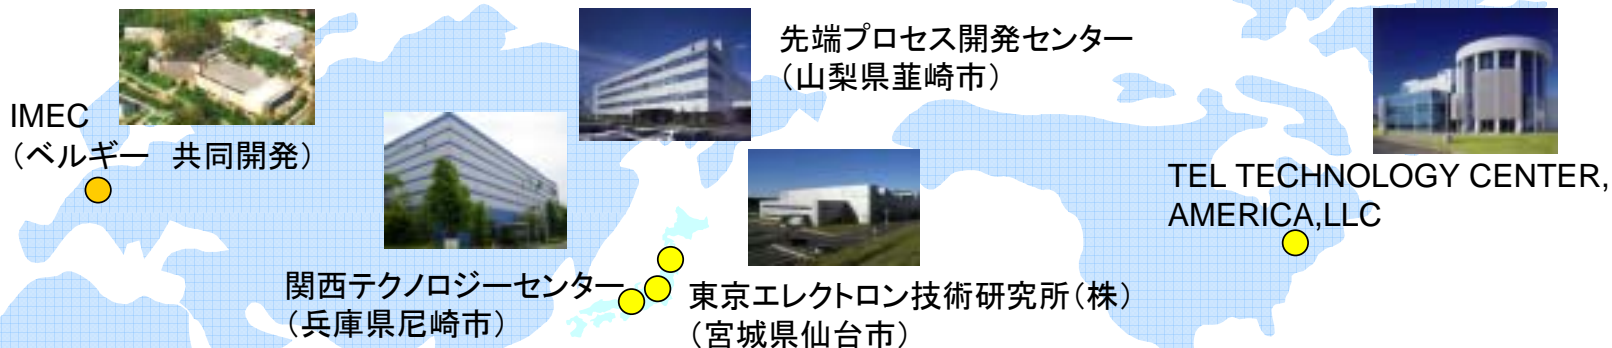 IMEC
（ベルギー　共同開発）
関西テクノロジーセンター
（兵庫県尼崎市）
先端プロセス開発センター
（山梨県韮崎市）
東京エレクトロン技術研究所（株）
（宮城県仙台市）
TEL TECHNOLOGY CENTER,
AMERICA,LLC